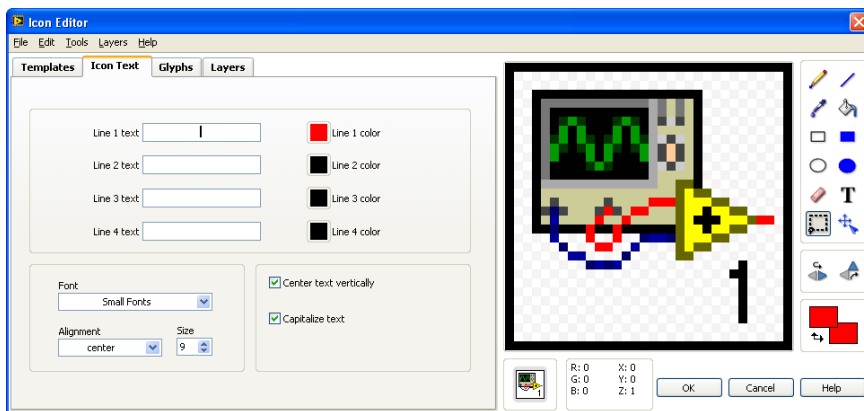 Icon Editor
File Edit Tools Layers Help
Templates Icon Text Glyphs Layers
Line 1 text Line 1 color
Line 2 text Line 2 color
Line 3 text Line 3 color
Line 4 text Line 4 color
Font
Small Fonts
Alignment Size
center 9
Center text vertically
Capitalize text
1
T
R: 0 X: 0
G: 0 Y: 0
B: 0 Z: 1
1
OK Cancel Help